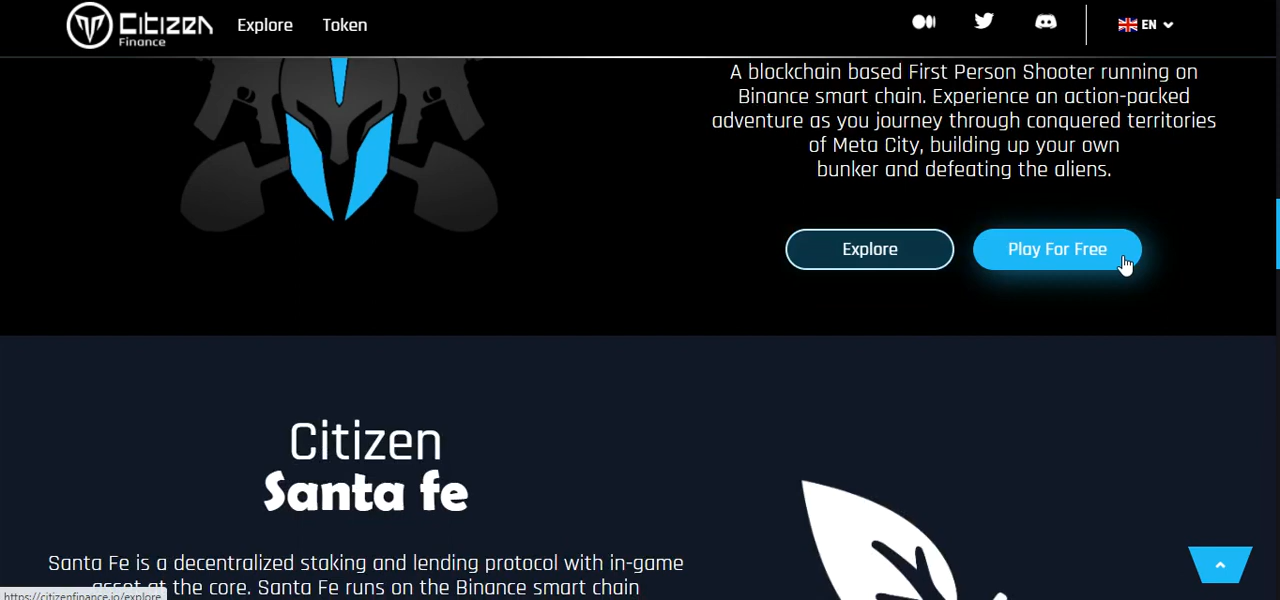 Citizen
Finance
Explore
Token
EN
A blockchain based First Person Shooter running on
Binance smart chain. Experience an action-packed
adventure as you journey through conquered territories
of Meta City, building up your own
bunker and defeating the aliens.
Explore
Play For Free
Citizen
Santa fe
Santa Fe is a decentralized staking and lending protocol with in-game
asset at the core. Santa Fe runs on the Binance smart chain
https://citizenfinance.io/explore